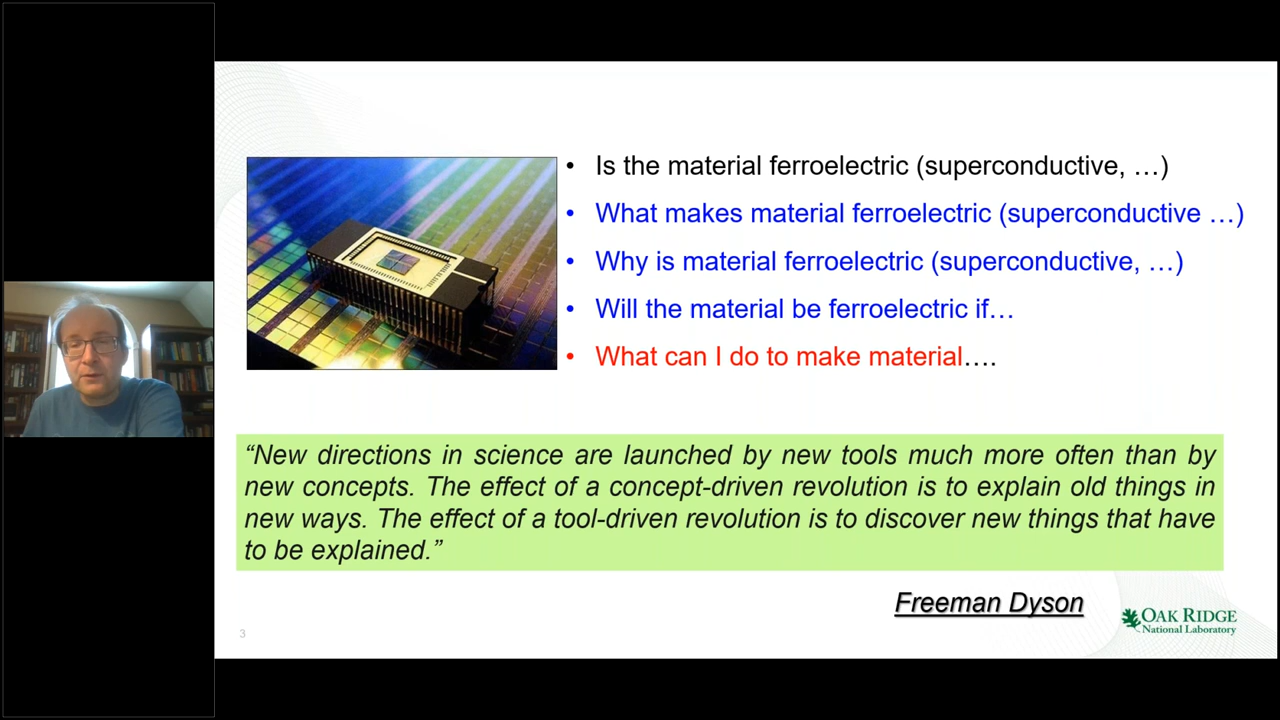 • Is the material ferroelectric (superconductive, …)
• What makes material ferroelectric (superconductive …)
• Why is material ferroelectric (superconductive, …)
• Will the material be ferroelectric if…
• What can I do to make material….
“New directions in science are launched by new tools much more often than by
new concepts. The effect of a concept-driven revolution is to explain old things in
new ways. The effect of a tool-driven revolution is to discover new things that have
to be explained.”
Freeman Dyson
OAK RIDGE
National Laboratory
3